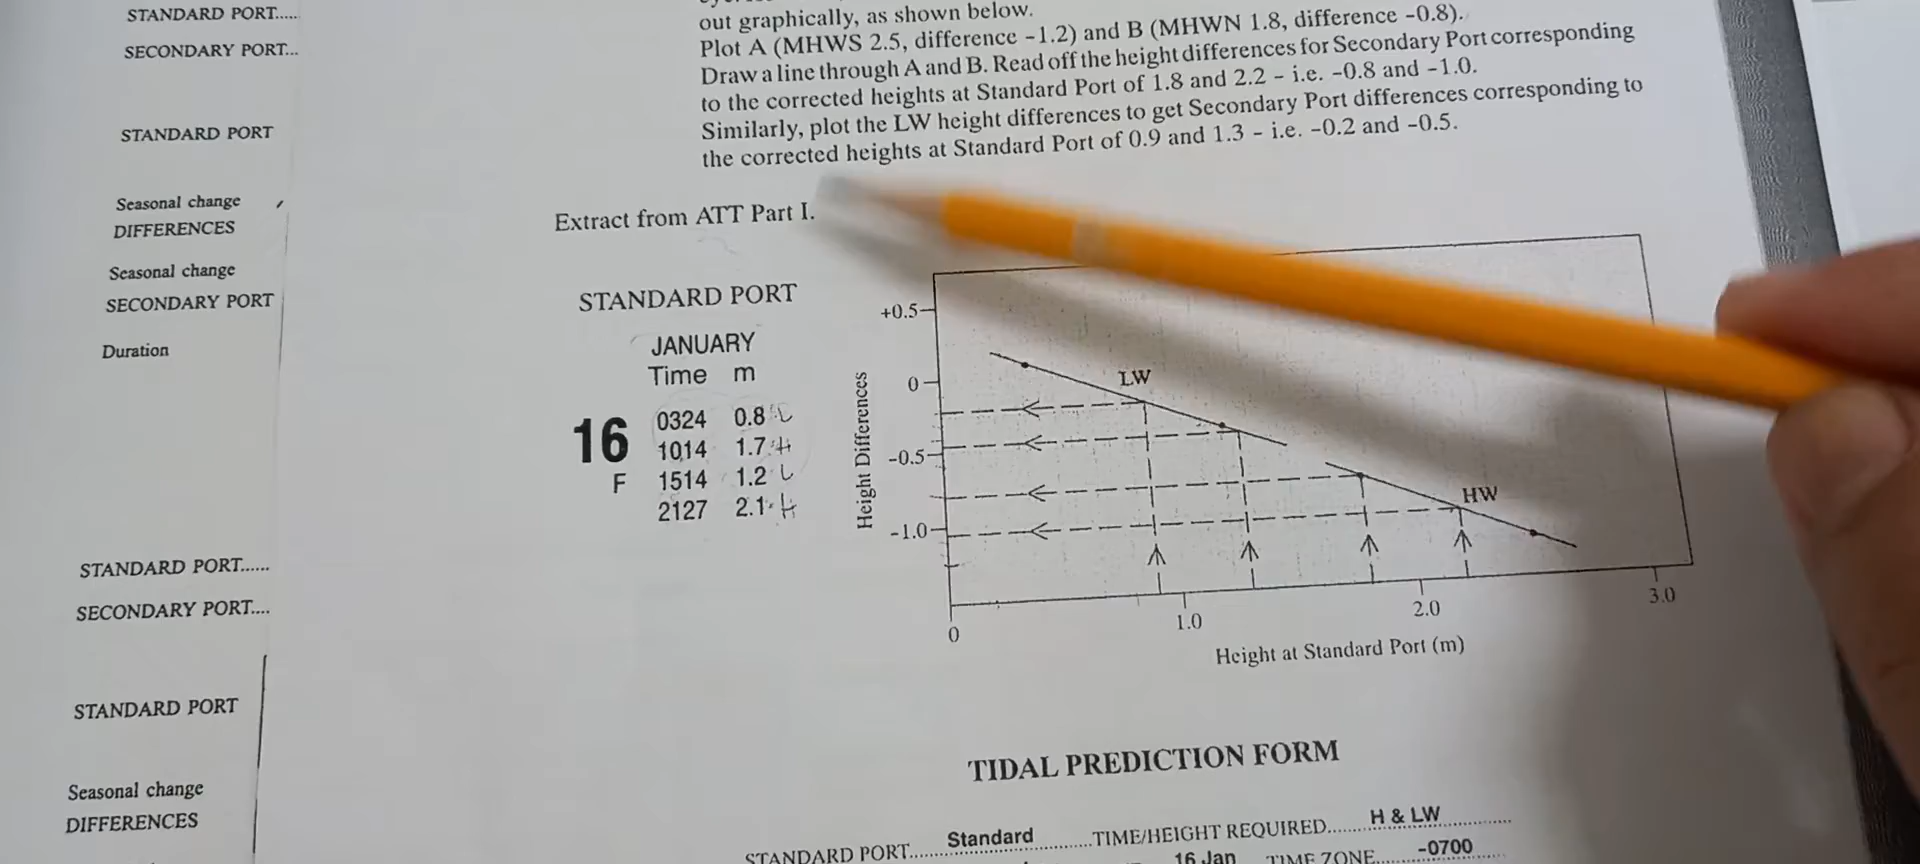 STANDARD PORT.....
SECONDARY PORT...
STANDARD PORT
Seasonal change
DIFFERENCES
Seasonal change
SECONDARY PORT
Duration
STANDARD PORT......
SECONDARY PORT....
STANDARD PORT
Seasonal change
DIFFERENCES
out graphically, as shown below.
Plot A (MHWS 2.5, difference -1.2) and B (MHWN 1.8, difference -0.8).
Draw a line through A and B. Read off the height differences for Secondary Port corresponding
to the corrected heights at Standard Port of 1.8 and 2.2 - i.e. -0.8 and -1.0.
Similarly, plot the LW height differences to get Secondary Port differences corresponding to
the corrected heights at Standard Port of 0.9 and 1.3 - i.e. -0.2 and -0.5.
Extract from ATT Part I.
STANDARD PORT
JANUARY
Time m
16
F
0324 0.8 L
1014 1.7 H
1514 1.2 L
2127 2.1 H
Height Differences
+0.5
0
-0.5
-1.0
LW
HW
0
1.0
2.0
3.0
Height at Standard Port (m)
TIDAL PREDICTION FORM
STANDARD PORT......Standard......TIME/HEIGHT REQUIRED......H & LW......
16 Jan TIME ZONE......-0700......